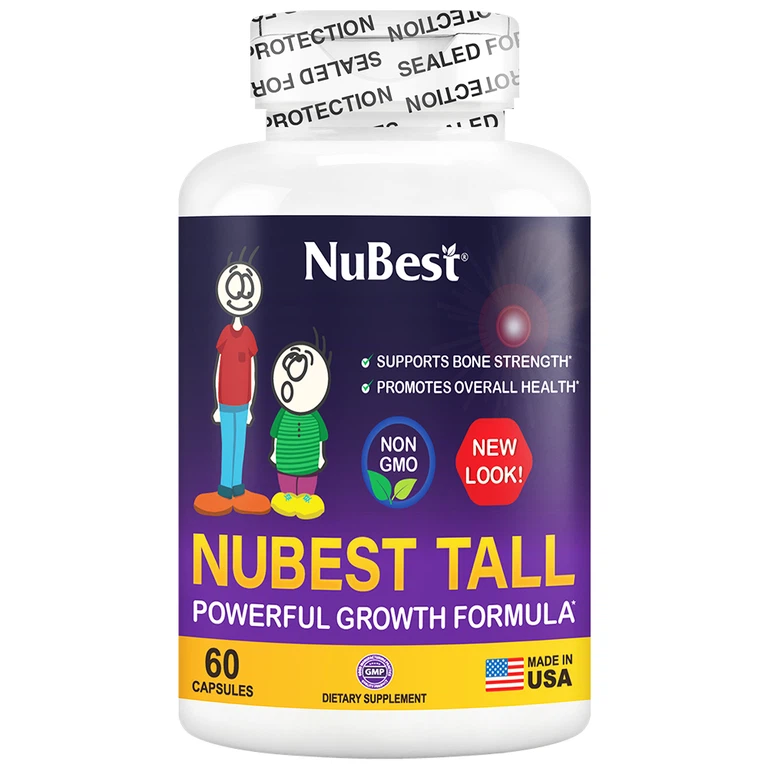 PROTECTION
SEALED FOR
PROTECTION
NuBest®
SUPPORTS BONE STRENGTH*
PROMOTES OVERALL HEALTH*
NON
GMO
NEW
LOOK!
NUBEST TALL
POWERFUL GROWTH FORMULA*
60
CAPSULES
GMP
DIETARY SUPPLEMENT
MADE IN
USA